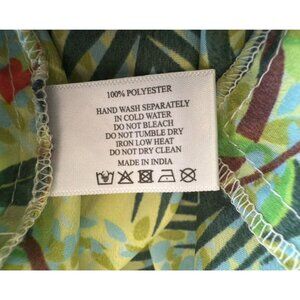 100% POLYESTER
HAND WASH SEPARATELY
IN COLD WATER
DO NOT BLEACH
DO NOT TUMBLE DRY
IRON LOW HEAT
DO NOT DRY CLEAN
MADE IN INDIA